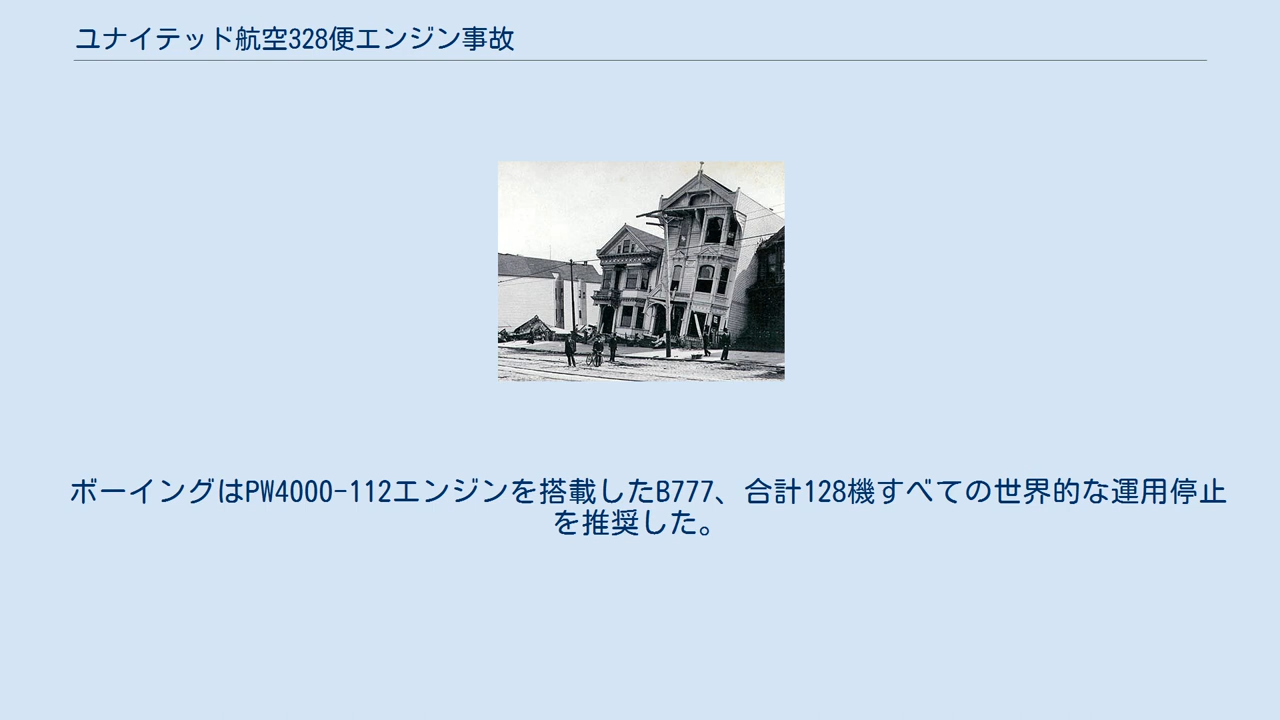 ユナイテッド航空328便エンジン事故
ボーイングはPW4000-112エンジンを搭載したB777、合計128機すべての世界的な運用停止
を推奨した。